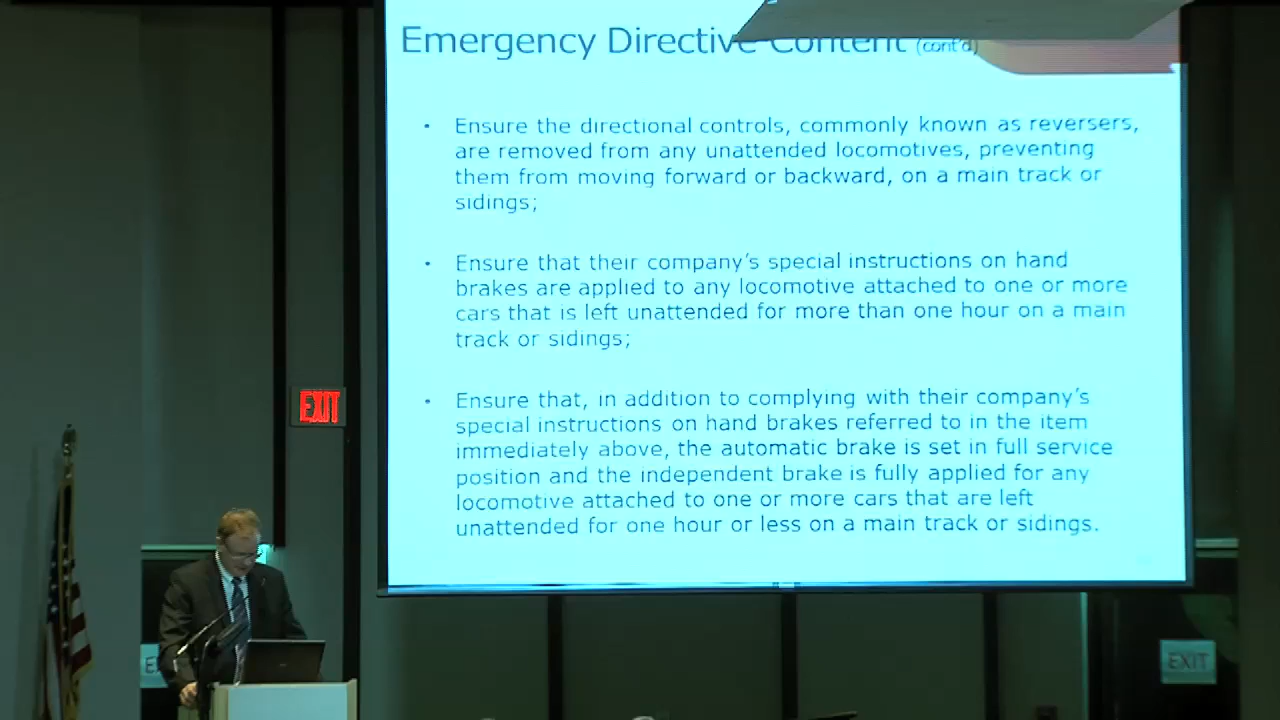 Emergency Directive Content (cont'd)
• Ensure the directional controls, commonly known as reversers,
are removed from any unattended locomotives, preventing
them from moving forward or backward, on a main track or
sidings;
• Ensure that their company's special instructions on hand
brakes are applied to any locomotive attached to one or more
cars that is left unattended for more than one hour on a main
track or sidings;
• Ensure that, in addition to complying with their company's
special instructions on hand brakes referred to in the item
immediately above, the automatic brake is set in full service
position and the independent brake is fully applied for any
locomotive attached to one or more cars that are left
unattended for one hour or less on a main track or sidings.
EXIT
E
EXIT